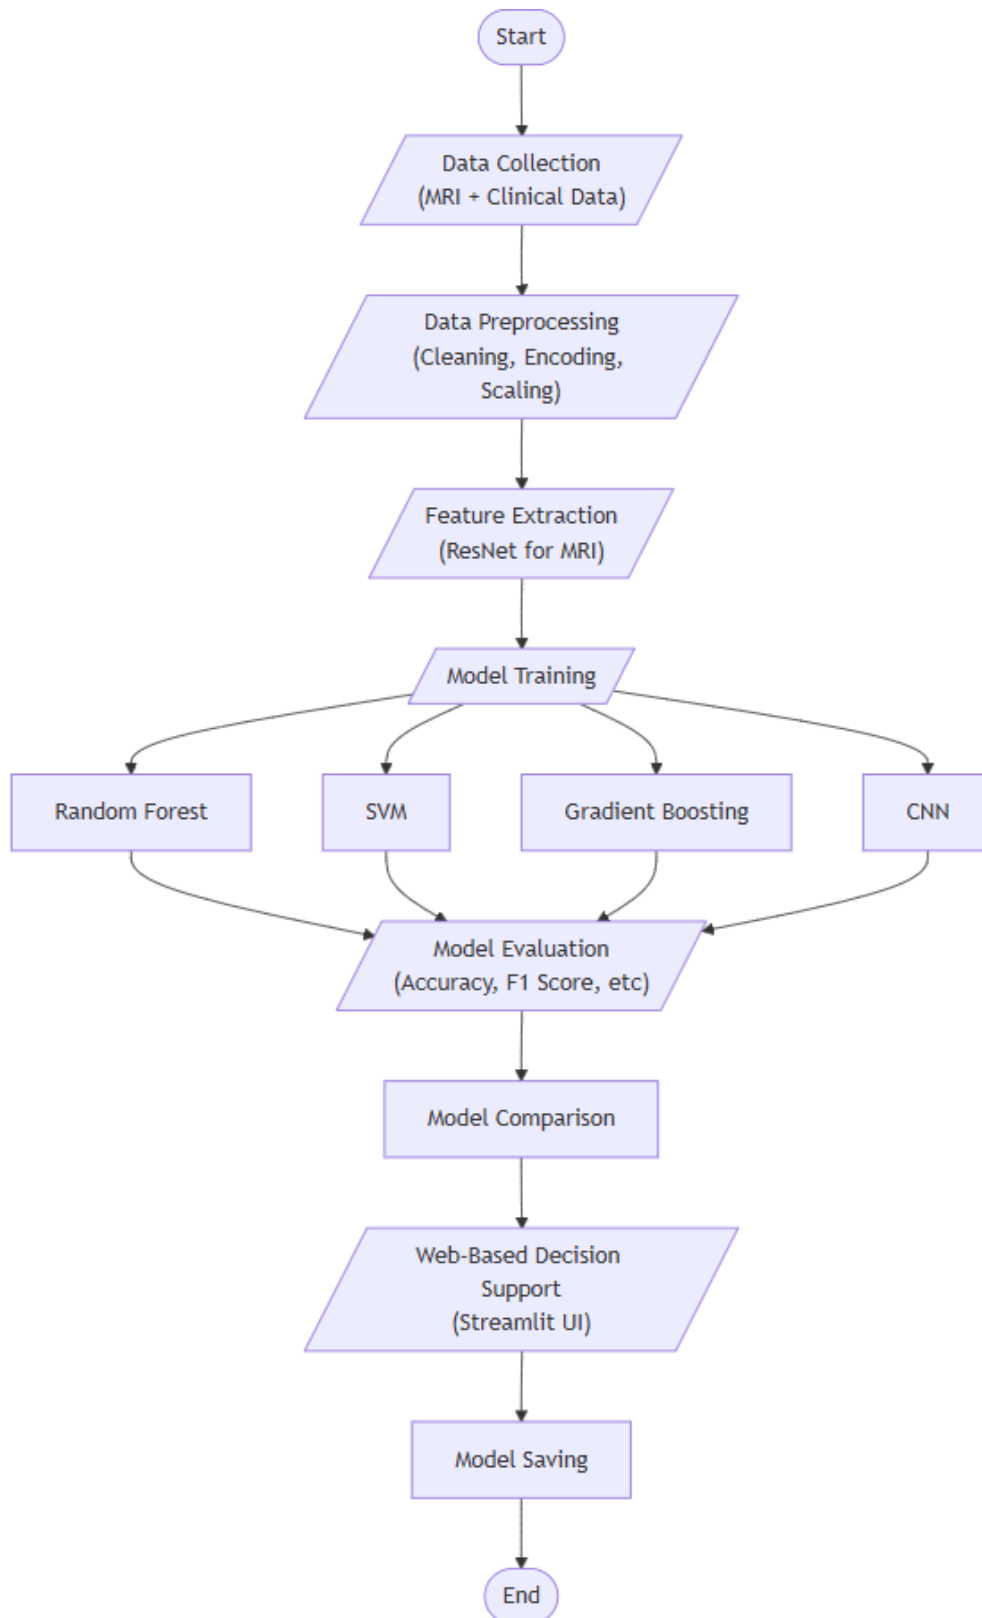 Start
Data Collection
(MRI + Clinical Data)
Data Preprocessing
(Cleaning, Encoding,
Scaling)
Feature Extraction
(ResNet for MRI)
Model Training
Random Forest
SVM
Gradient Boosting
CNN
Model Evaluation
(Accuracy, F1 Score, etc)
Model Comparison
Web-Based Decision
Support
(Streamlit UI)
Model Saving
End